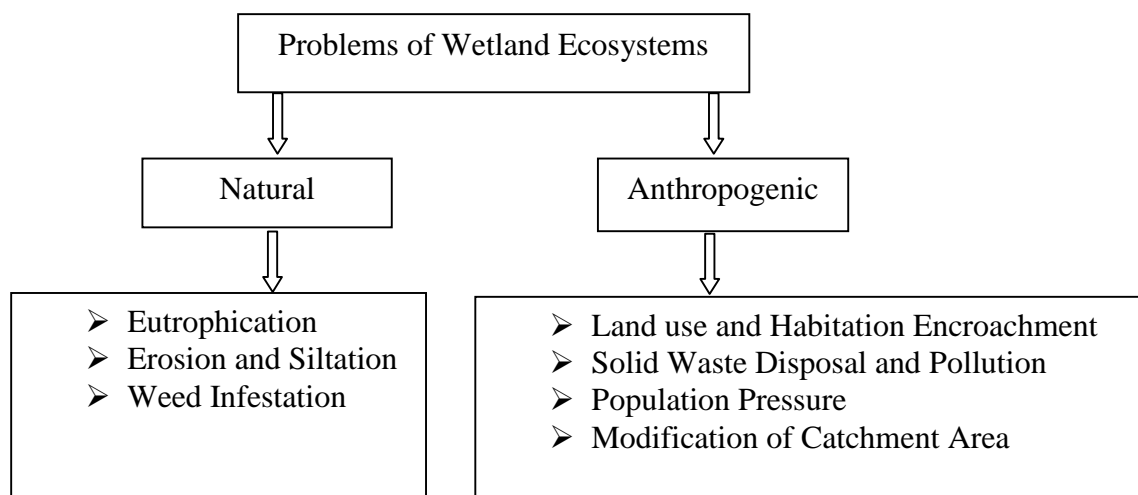 Problems of Wetland Ecosystems
Natural
Anthropogenic
➢ Eutrophication
➢ Erosion and Siltation
➢ Weed Infestation
➢ Land use and Habitation Encroachment
➢ Solid Waste Disposal and Pollution
➢ Population Pressure
➢ Modification of Catchment Area